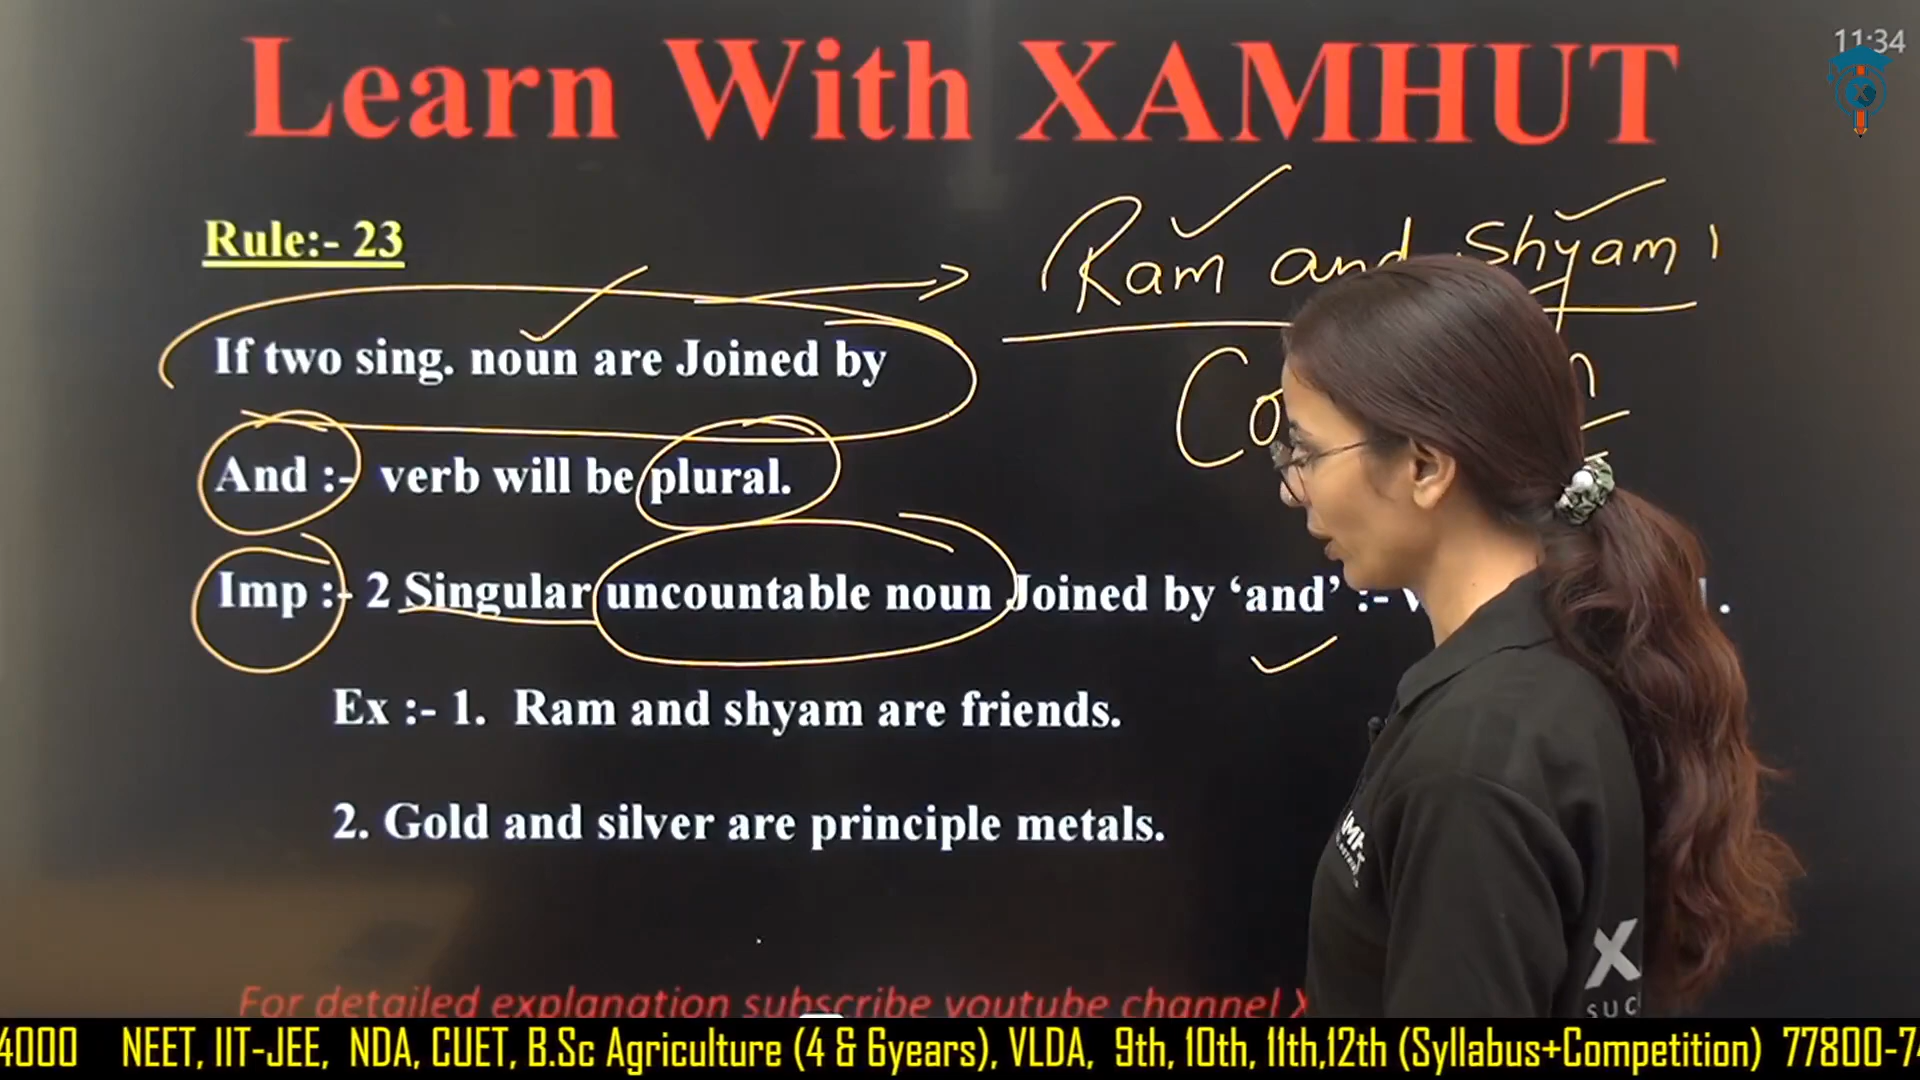 11:34
Learn With XAMHUT
Rule:- 23
Ram and Shyam
If two sing. noun are Joined by
And :- verb will be plural.
Imp :- 2 Singular uncountable noun Joined by ‘and’ :-
Ex :- 1. Ram and shyam are friends.
2. Gold and silver are principle metals.
For detailed explanation subscribe youtube channel X
X
4000 NEET, IIT-JEE, NDA, CUET, B.Sc Agriculture (4 & 6years), VLDA, 9th, 10th, 11th,12th (Syllabus+Competition) 77800-7